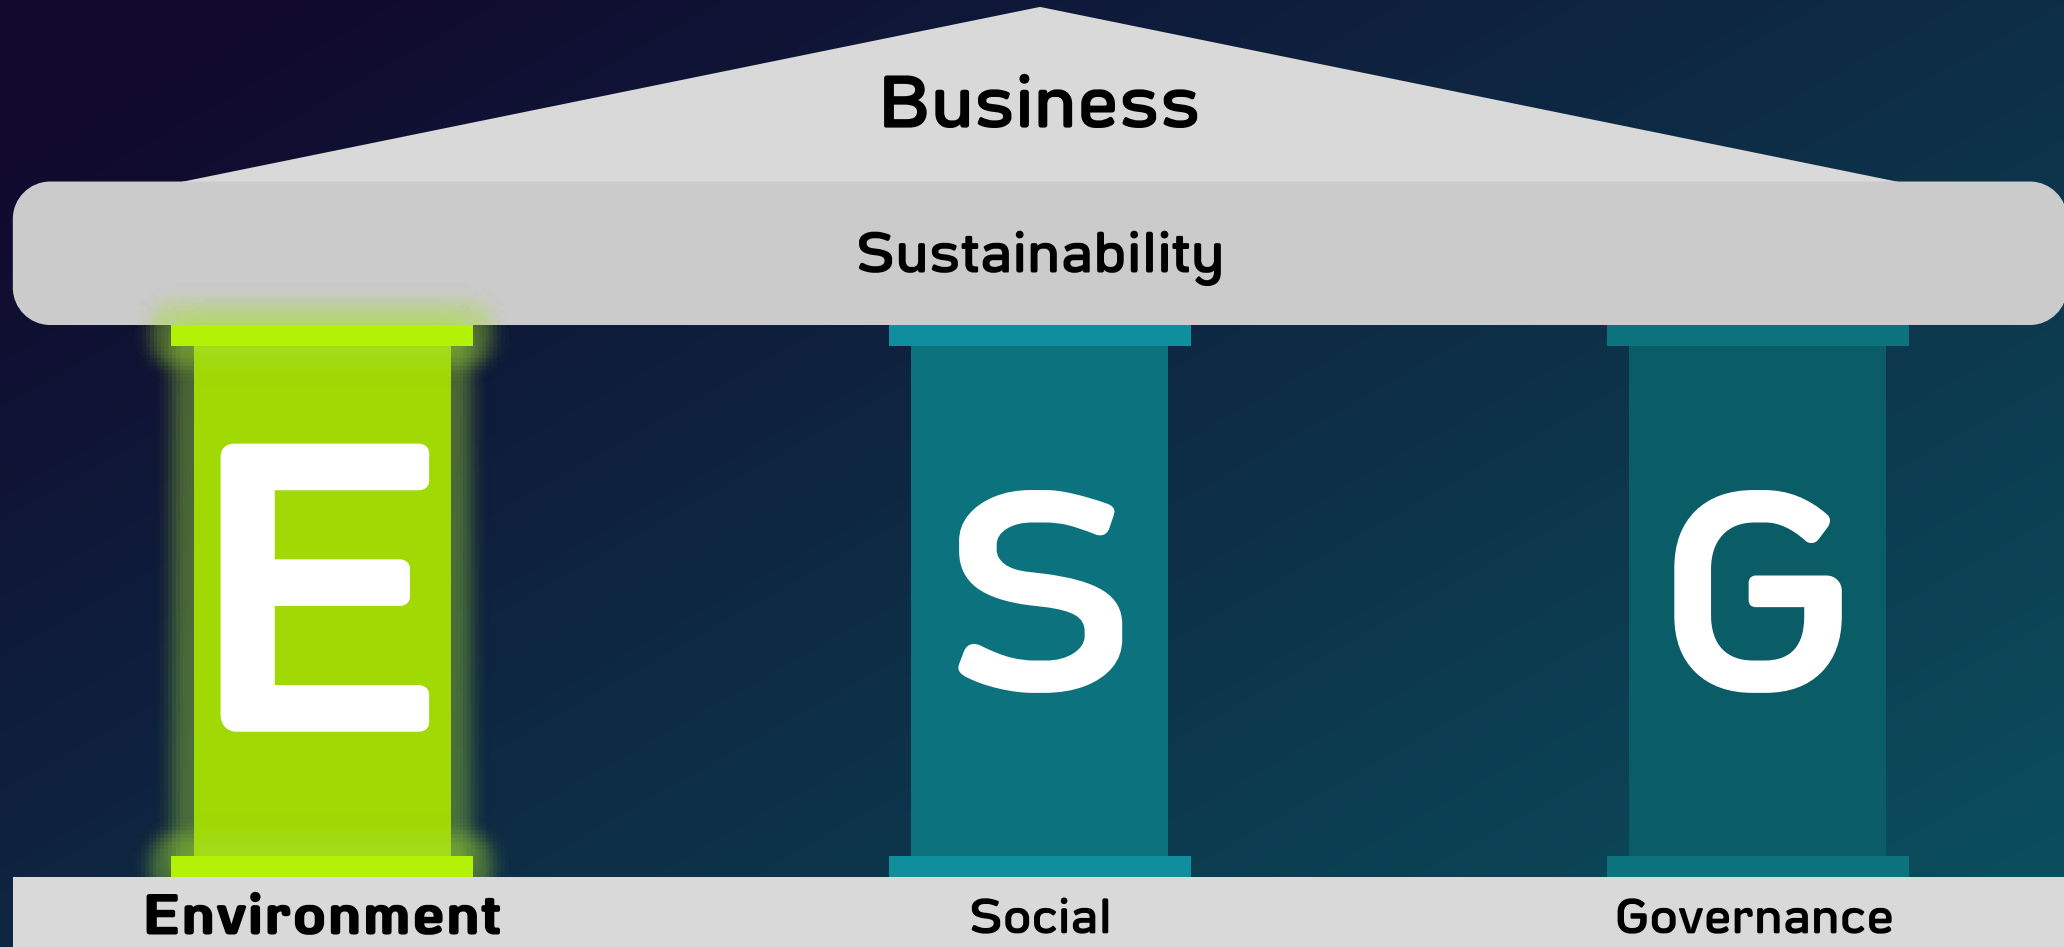 Business
Sustainability
E
S
G
Environment
Social
Governance